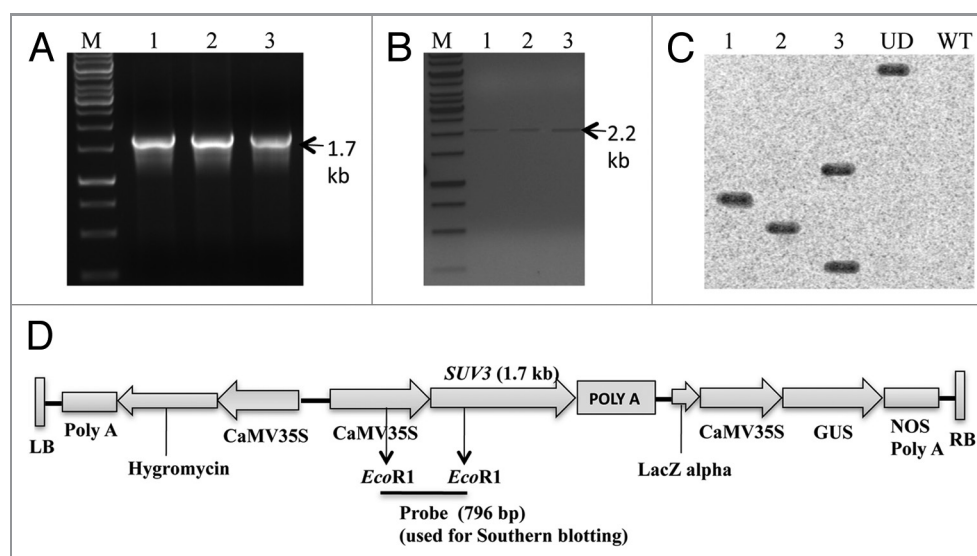 A
M 1 2 3
1.7
kb
B
M 1 2 3
2.2
kb
C
1 2 3 UD WT
D
SUV3 (1.7 kb)
POLY A
LB
Poly A
CaMV35S
CaMV35S
CaMV35S
GUS
NOS
Poly A
RB
Hygromycin
EcoR1
EcoR1
LacZ alpha
Probe (796 bp)
(used for Southern blotting)